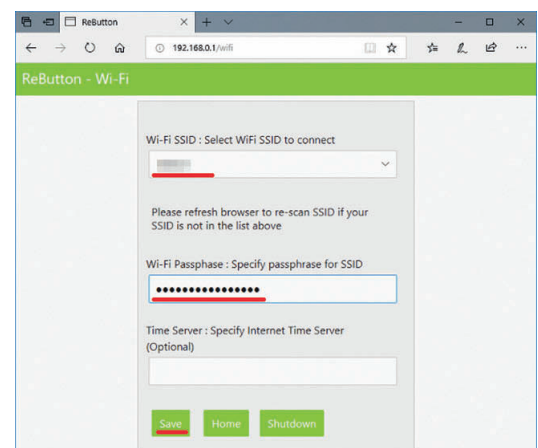 ReButton
192.168.0.1/wifi
ReButton - Wi-Fi
Wi-Fi SSID : Select WiFi SSID to connect
Please refresh browser to re-scan SSID if your
SSID is not in the list above
Wi-Fi Passphase : Specify passphrase for SSID
●●●●●●●●●●●●●●●●
Time Server : Specify Internet Time Server
(Optional)
Save Home Shutdown